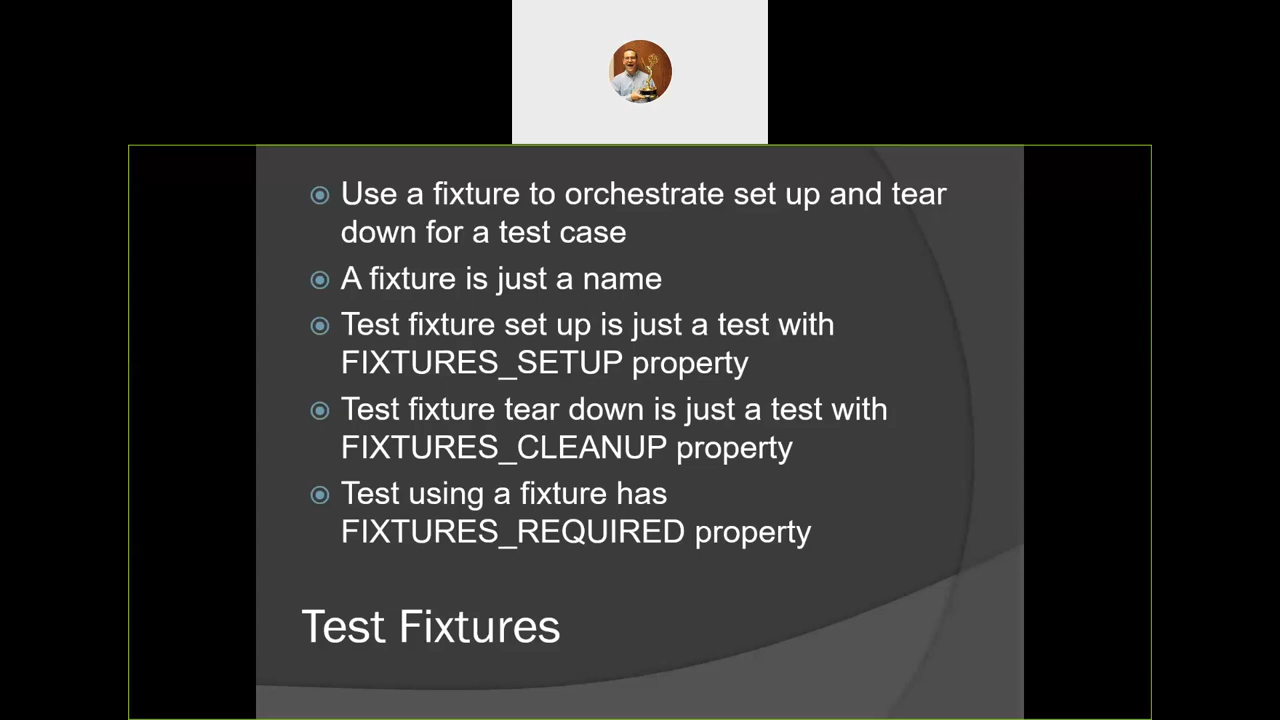 Use a fixture to orchestrate set up and tear
down for a test case
A fixture is just a name
Test fixture set up is just a test with
FIXTURES_SETUP property
Test fixture tear down is just a test with
FIXTURES_CLEANUP property
Test using a fixture has
FIXTURES_REQUIRED property
Test Fixtures